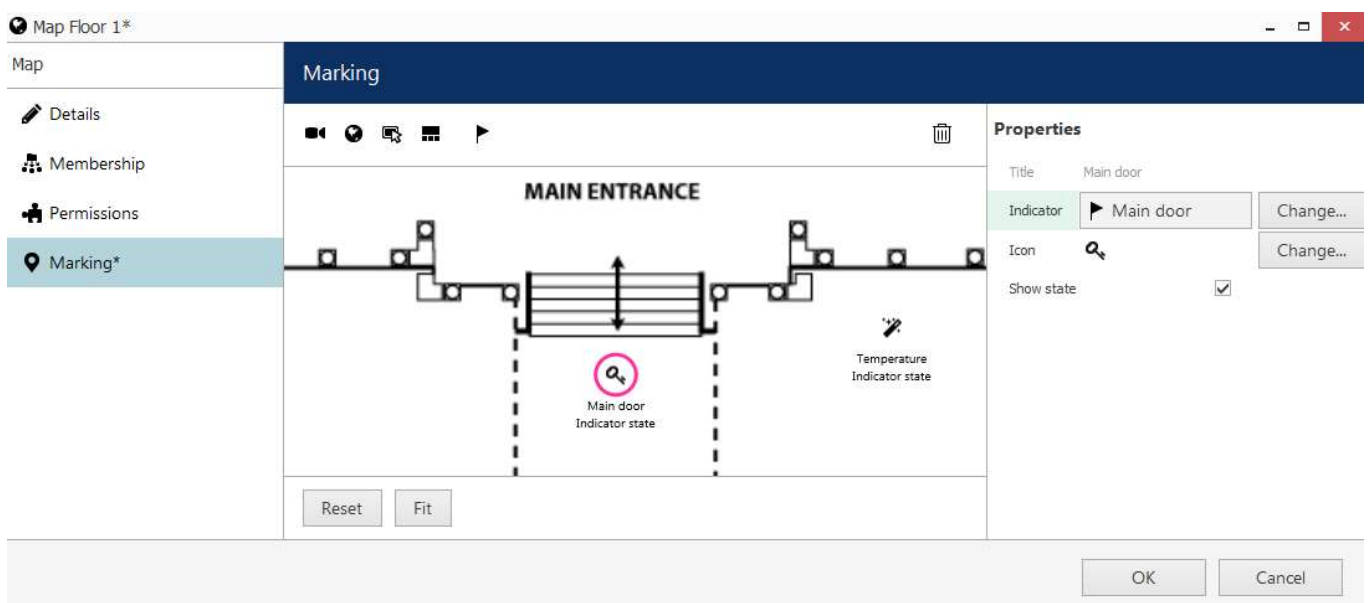 Map Floor 1*
Map
Details
Membership
Permissions
Marking*
Marking
MAIN ENTRANCE
Main door
Indicator state
Temperature
Indicator state
Reset
Fit
Properties
Title Main door
Indicator Main door Change...
Icon Change...
Show state
OK
Cancel